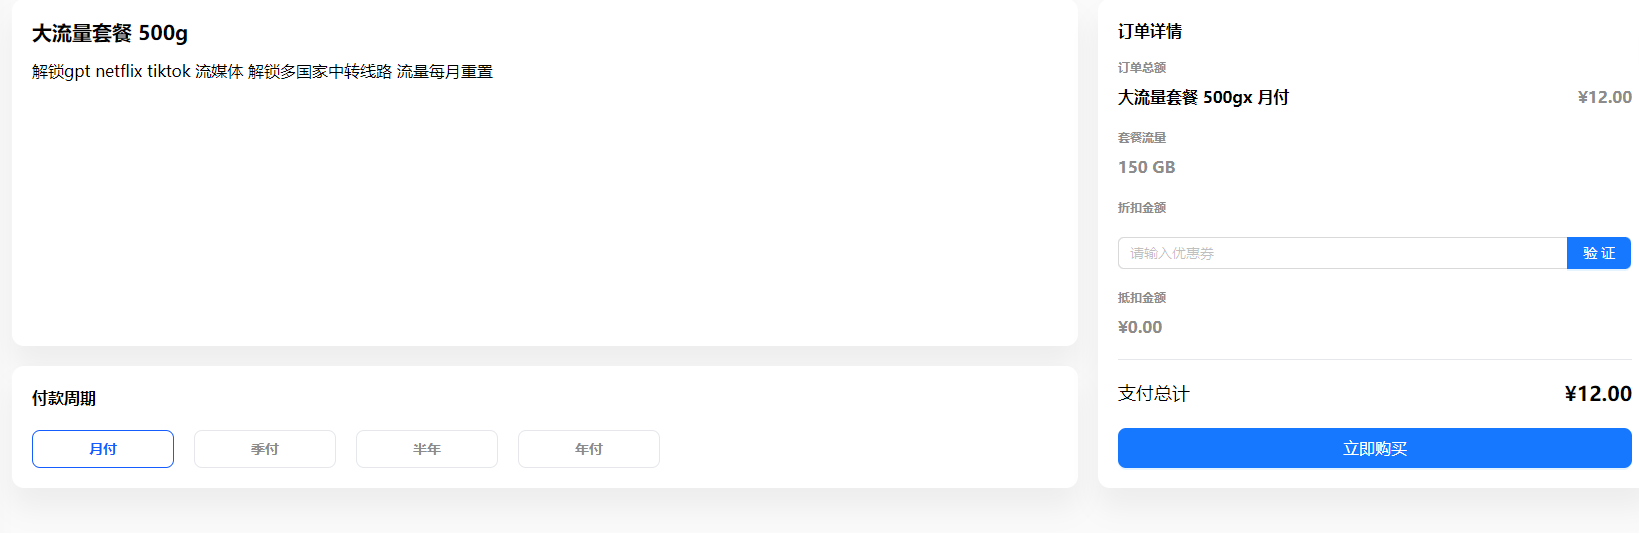 大流量套餐 500g
解锁gpt netflix tiktok 流媒体 解锁多国家中转线路 流量每月重置
付款周期
月付
季付
半年
年付
订单详情
订单总额
大流量套餐 500gx 月付
¥12.00
套餐流量
150 GB
折扣金额
请输入优惠券
验 证
抵扣金额
¥0.00
支付总计
¥12.00
立即购买